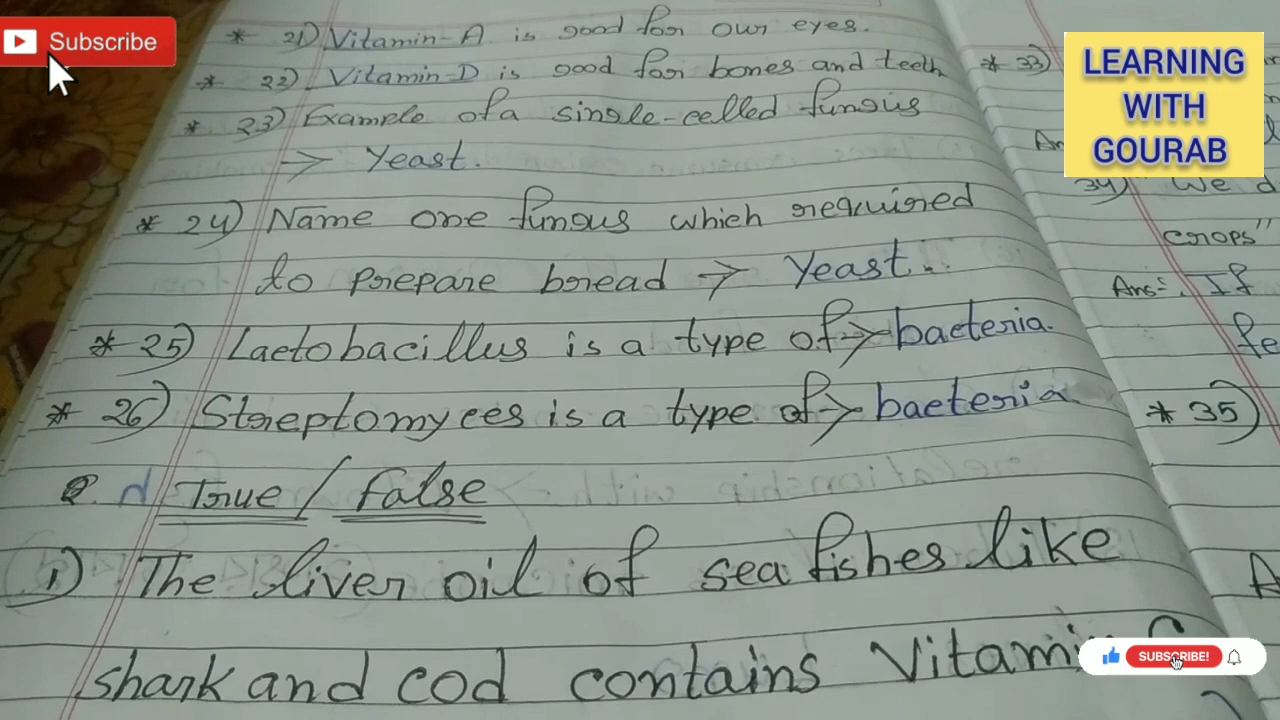 Subscribe
* 21) Vitamin-A is good for our eyes.
* 22) Vitamin-D is good for bones and teeth
* 23) Example of a single-celled fungus
→ Yeast.
* 24) Name one fungus which required
to prepare bread → Yeast..
* 25) Lactobacillus is a type of → bacteria.
* 26) Streptomyces is a type of → bacteria.
True / false
1) The liver oil of sea fishes like
shark and cod contains Vitamin
* 33)
34) We d
crops"
Ans:. If
fe
* 35)
LEARNING
WITH
GOURAB
SUBSCRIBE!